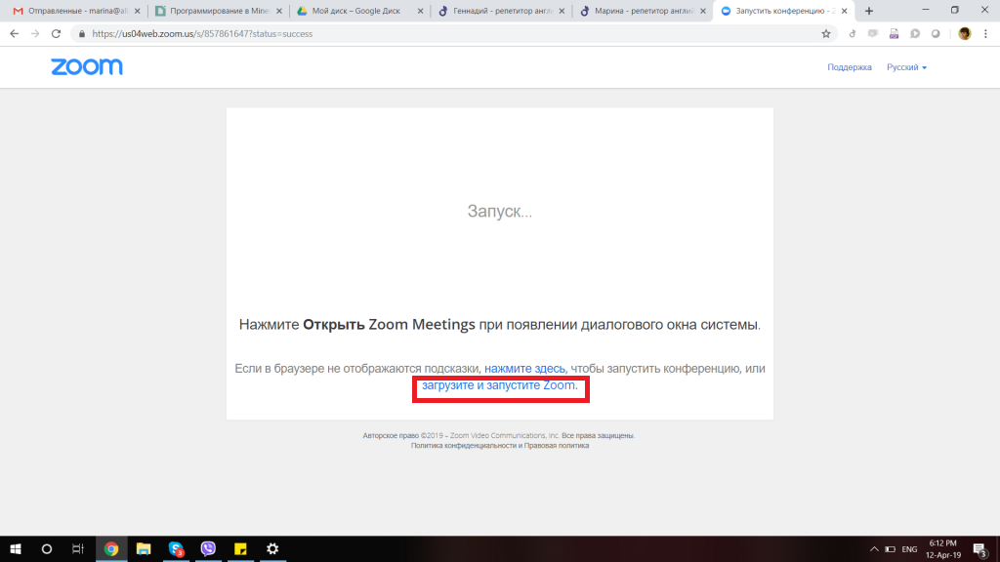 Отправленные - marina@al
Программирование в Mine
Мой диск – Google Диск
Геннадий - репетитор англ
Марина - репетитор англий
Запустить конференцию - Z
https://us04web.zoom.us/s/857861647?status=success
zoom
Поддержка
Русский
Запуск...
Нажмите Открыть Zoom Meetings при появлении диалогового окна системы.
Если в браузере не отображаются подсказки, нажмите здесь, чтобы запустить конференцию, или
загрузите и запустите Zoom.
Авторское право ©2019 – Zoom Video Communications, Inc. Все права защищены.
Политика конфиденциальности и Правовая политика
3
ENG
6:12 PM
12-Apr-19
3